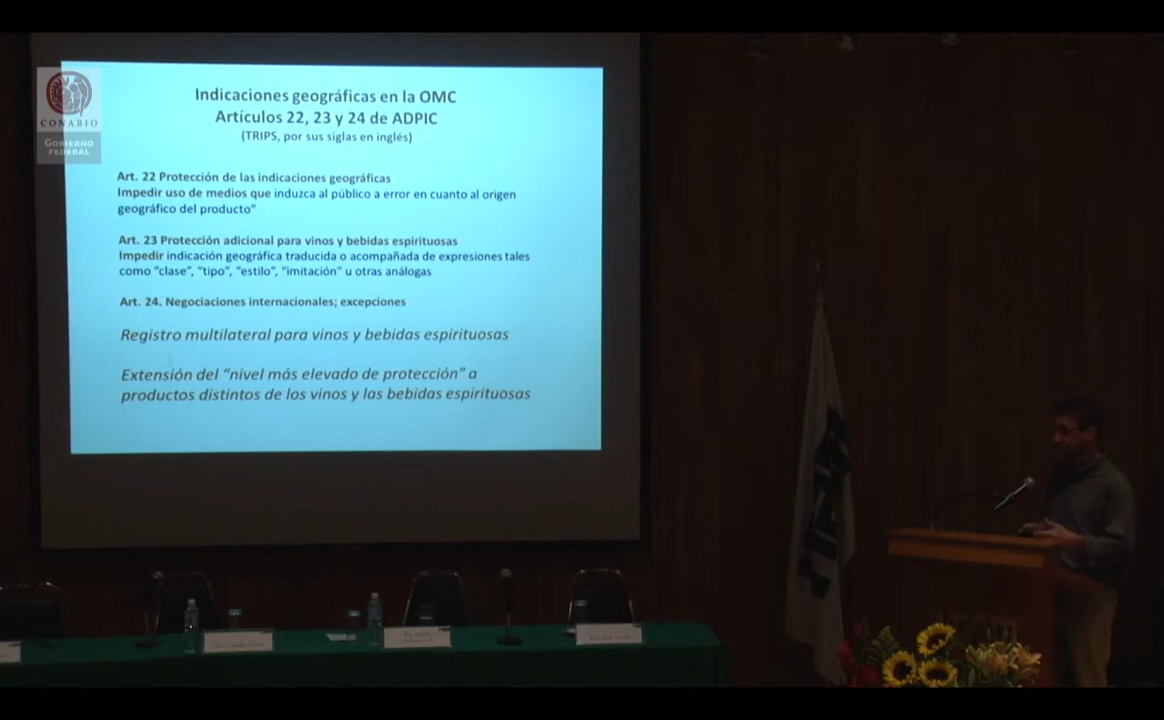 Indicaciones geográficas en la OMC
Artículos 22, 23 y 24 de ADPIC
(TRIPS, por sus siglas en inglés)
CONABIO
GOBIERNO
FEDERAL
Art. 22 Protección de las indicaciones geográficas
Impedir uso de medios que induzca al público a error en cuanto al origen
geográfico del producto"
Art. 23 Protección adicional para vinos y bebidas espirituosas
Impedir indicación geográfica traducida o acompañada de expresiones tales
como "clase", "tipo", "estilo", "imitación" u otras análogas
Art. 24. Negociaciones internacionales; excepciones
Registro multilateral para vinos y bebidas espirituosas
Extensión del "nivel más elevado de protección" a
productos distintos de los vinos y las bebidas espirituosas